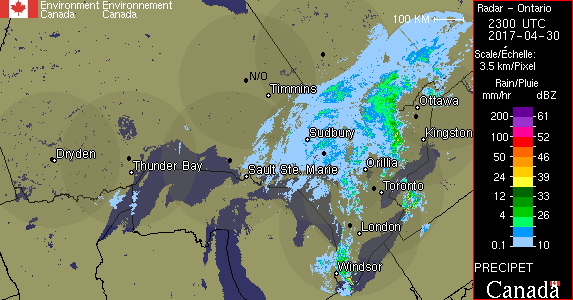 Environment Environnement
Canada Canada
100 KM
N/O
Timmins
Ottawa
Sudbury
Kingston
Dryden
Thunder Bay
Sault Ste. Marie
Orillia
Toronto
London
Windsor
Radar - Ontario
2300 UTC
2017-04-30
Scale/Échelle:
3.5 km/Pixel
Rain/Pluie
mm/hr dBZ
200 61
100 52
50 46
24 39
12 33
4 26
0.1 10
PRECIPET
Canada